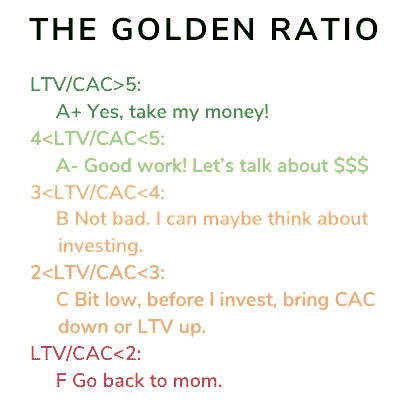 THE GOLDEN RATIO
LTV/CAC>5:
A+ Yes, take my money!
4<LTV/CAC<5:
A- Good work! Let's talk about $$$
3<LTV/CAC<4:
B Not bad. I can maybe think about
investing.
2<LTV/CAC<3:
C Bit low, before I invest, bring CAC
down or LTV up.
LTV/CAC<2:
F Go back to mom.